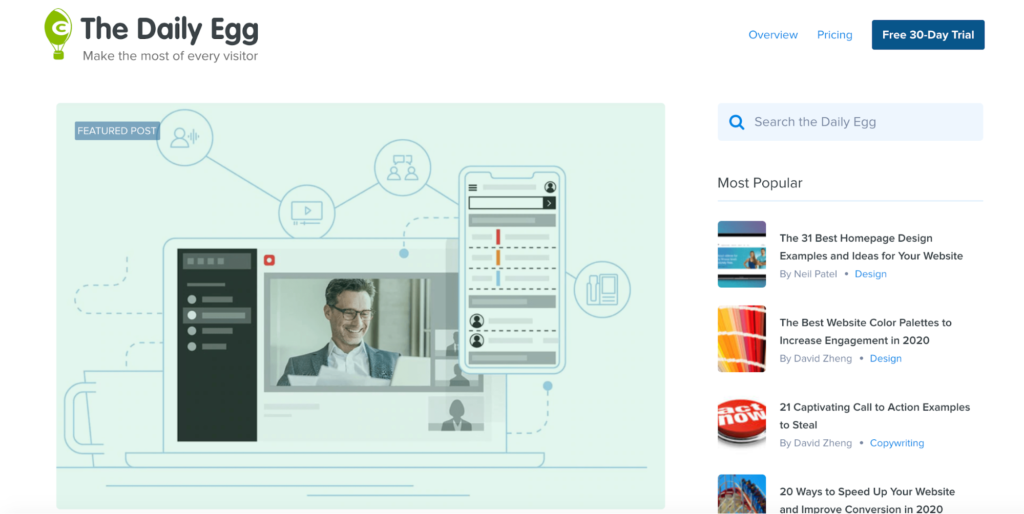 The Daily Egg
Make the most of every visitor
Overview
Pricing
Free 30-Day Trial
FEATURED POST
Search the Daily Egg
Most Popular
The 31 Best Homepage Design
Examples and Ideas for Your Website
By Neil Patel • Design
The Best Website Color Palettes to
Increase Engagement in 2020
By David Zheng • Design
act
now
21 Captivating Call to Action Examples
to Steal
By David Zheng • Copywriting
20 Ways to Speed Up Your Website
and Improve Conversion in 2020